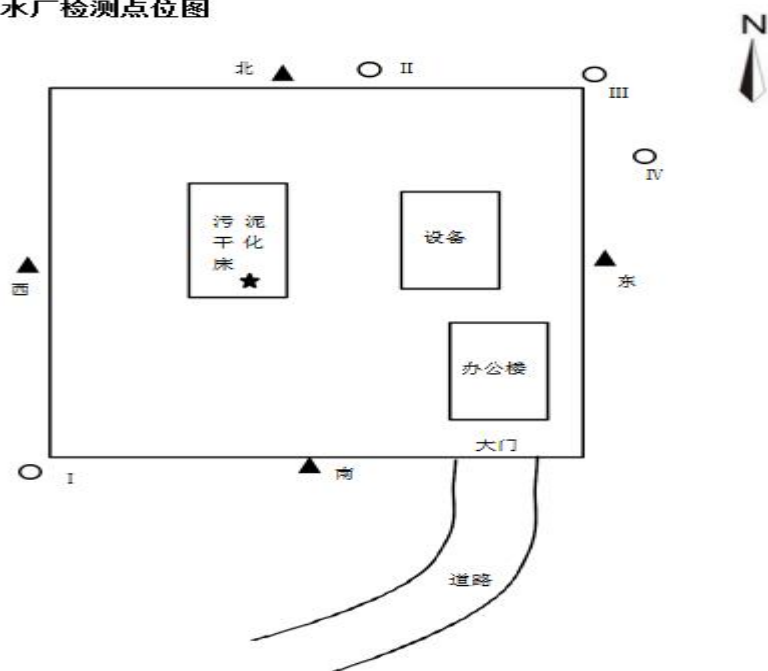 水厂检测点位图
N
北
II
III
IV
污 泥
干 化
床
设备
西
东
办公楼
大门
I
南
道路